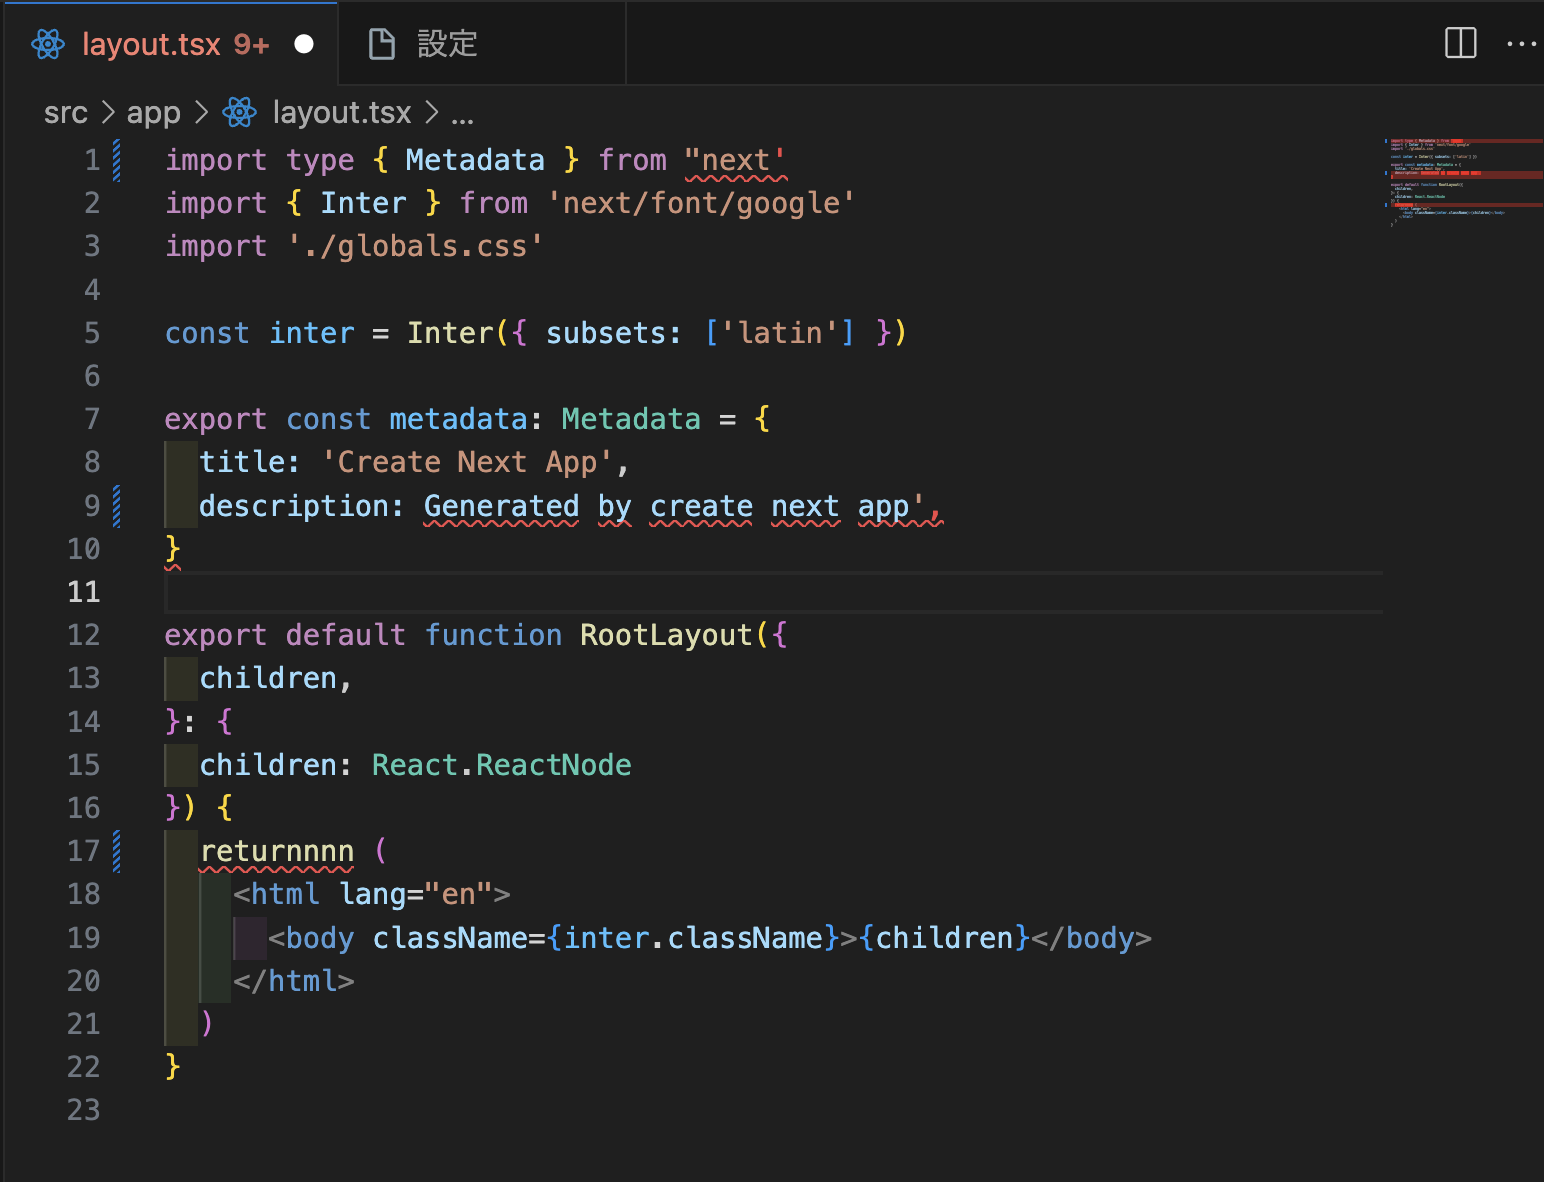 layout.tsx 9+
設定
src > app > layout.tsx > ...
1 import type { Metadata } from "next'
2 import { Inter } from 'next/font/google'
3 import './globals.css'
4
5 const inter = Inter({ subsets: ['latin'] })
6
7 export const metadata: Metadata = {
8   title: 'Create Next App',
9   description: Generated by create next app',
10 }
11
12 export default function RootLayout({
13   children,
14 }: {
15   children: React.ReactNode
16 }) {
17   returnnnn (
18     <html lang="en">
19       <body className={inter.className}>{children}</body>
20     </html>
21   )
22 }
23